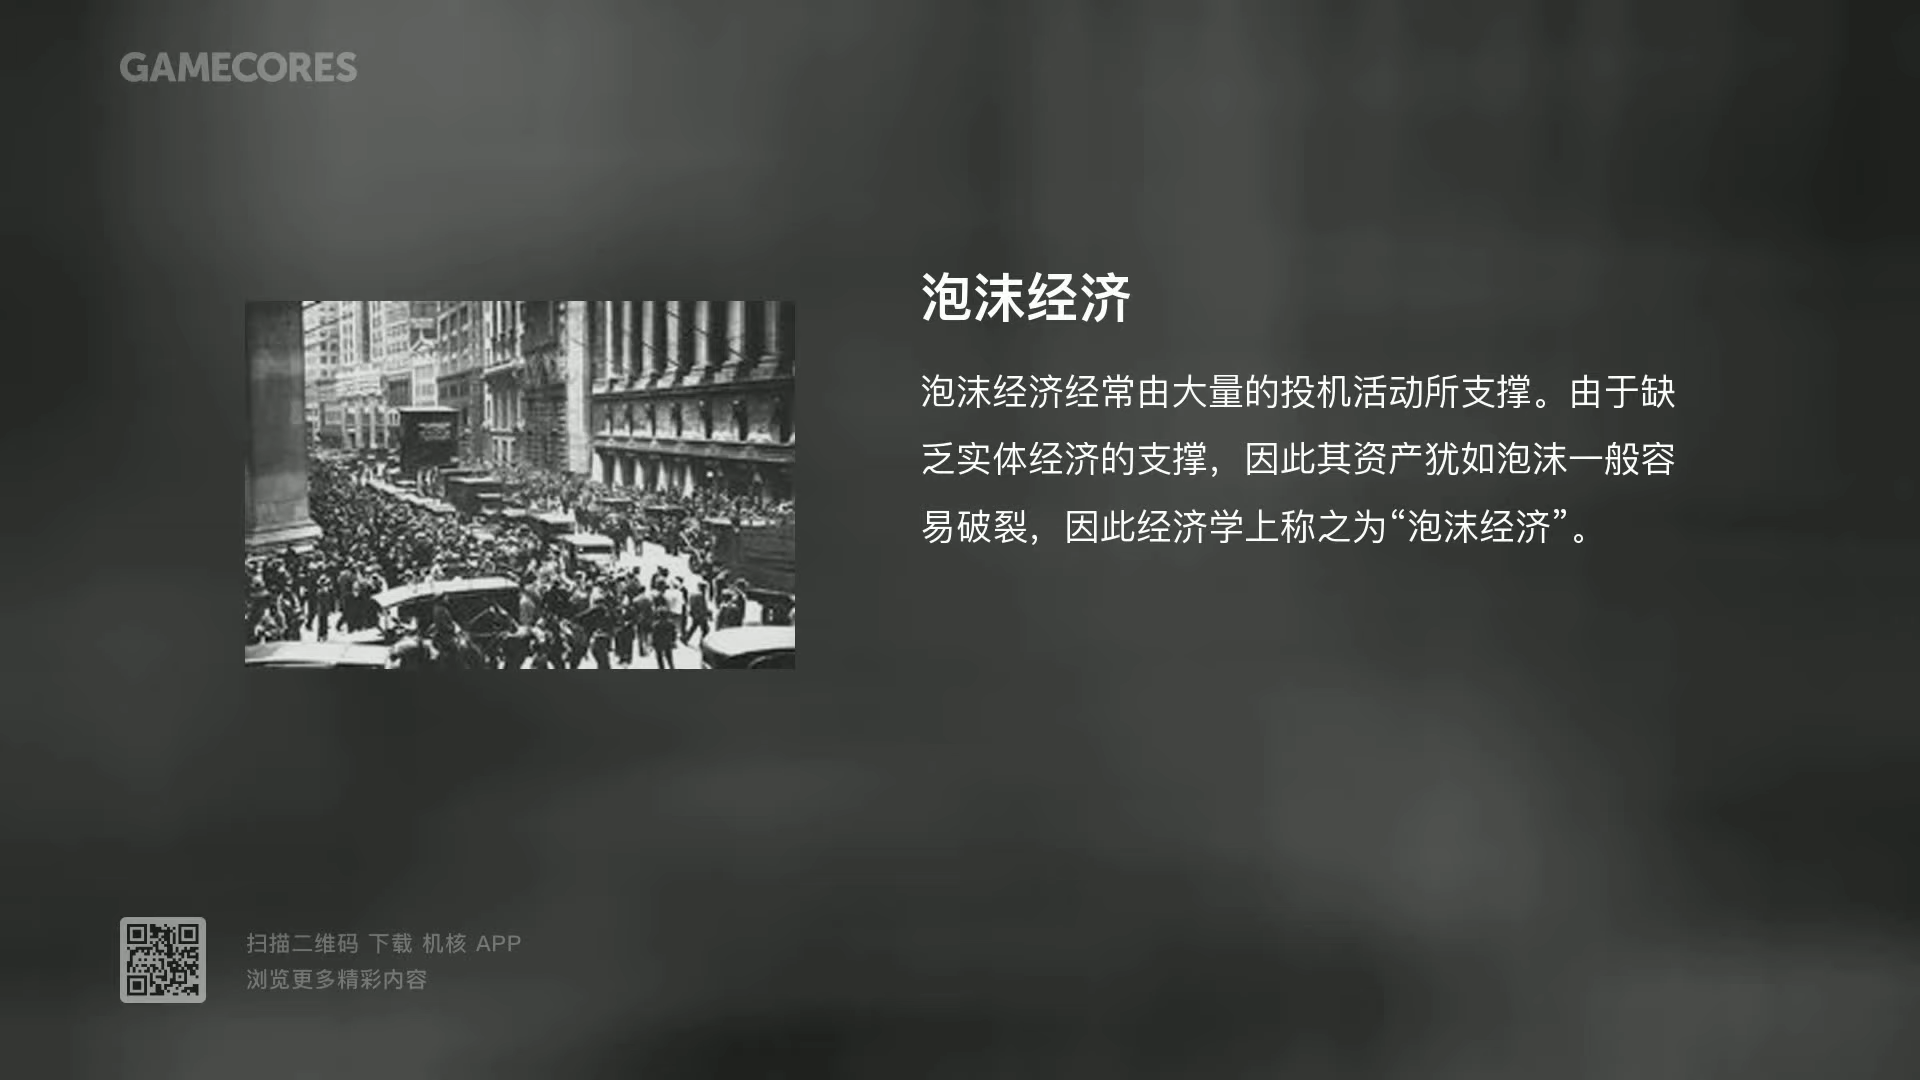 GAMECORES
泡沫经济
泡沫经济经常由大量的投机活动所支撑。由于缺
乏实体经济的支撑，因此其资产犹如泡沫一般容
易破裂，因此经济学上称之为“泡沫经济”。
扫描二维码 下载 机核 APP
浏览更多精彩内容